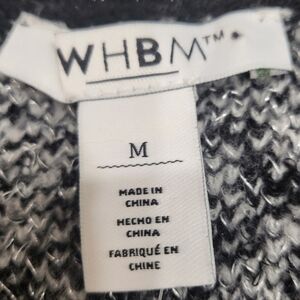 WHBM™
M
MADE IN
CHINA
HECHO EN
CHINA
FABRIQUÉ EN
CHINE